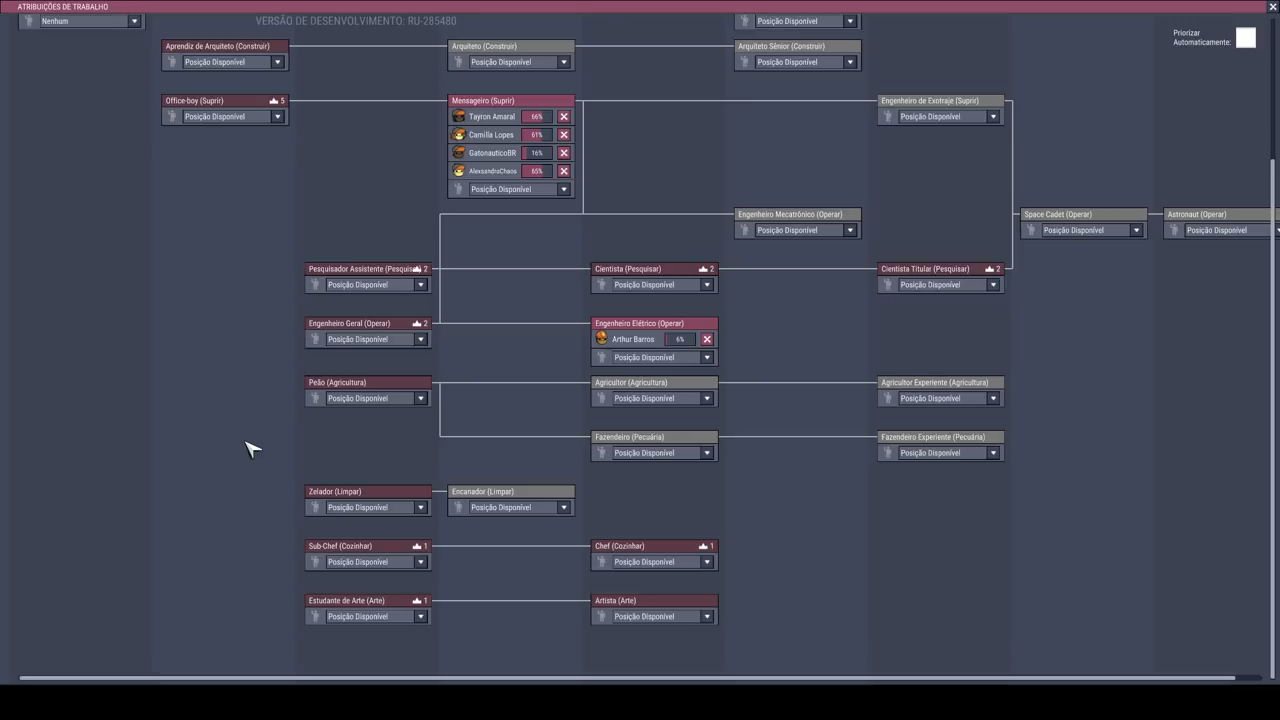 ATRIBUIÇÕES DE TRABALHO
Nenhum
VERSÃO DE DESENVOLVIMENTO: RU-285480
Posição Disponível
Priorizar
Automaticamente:
Aprendiz de Arquiteto (Construir)
Posição Disponível
Arquiteto (Construir)
Posição Disponível
Arquiteto Sênior (Construir)
Posição Disponível
Office-boy (Suprir) 5
Posição Disponível
Mensageiro (Suprir)
Tayron Amaral 66%
Camilla Lopes 61%
GatonauticoBR 16%
AlexsandroChaos 65%
Posição Disponível
Engenheiro de Exotraje (Suprir)
Posição Disponível
Engenheiro Mecatrônico (Operar)
Posição Disponível
Space Cadet (Operar)
Posição Disponível
Astronaut (Operar)
Posição Disponível
Pesquisador Assistente (Pesquisar) 2
Posição Disponível
Cientista (Pesquisar) 2
Posição Disponível
Cientista Titular (Pesquisar) 2
Posição Disponível
Engenheiro Geral (Operar) 2
Posição Disponível
Engenheiro Elétrico (Operar)
Arthur Barros 6%
Posição Disponível
Peão (Agricultura)
Posição Disponível
Agricultor (Agricultura)
Posição Disponível
Agricultor Experiente (Agricultura)
Posição Disponível
Fazendeiro (Pecuária)
Posição Disponível
Fazendeiro Experiente (Pecuária)
Posição Disponível
Zelador (Limpar)
Posição Disponível
Encanador (Limpar)
Posição Disponível
Sub-Chef (Cozinhar) 1
Posição Disponível
Chef (Cozinhar) 1
Posição Disponível
Estudante de Arte (Arte) 1
Posição Disponível
Artista (Arte)
Posição Disponível